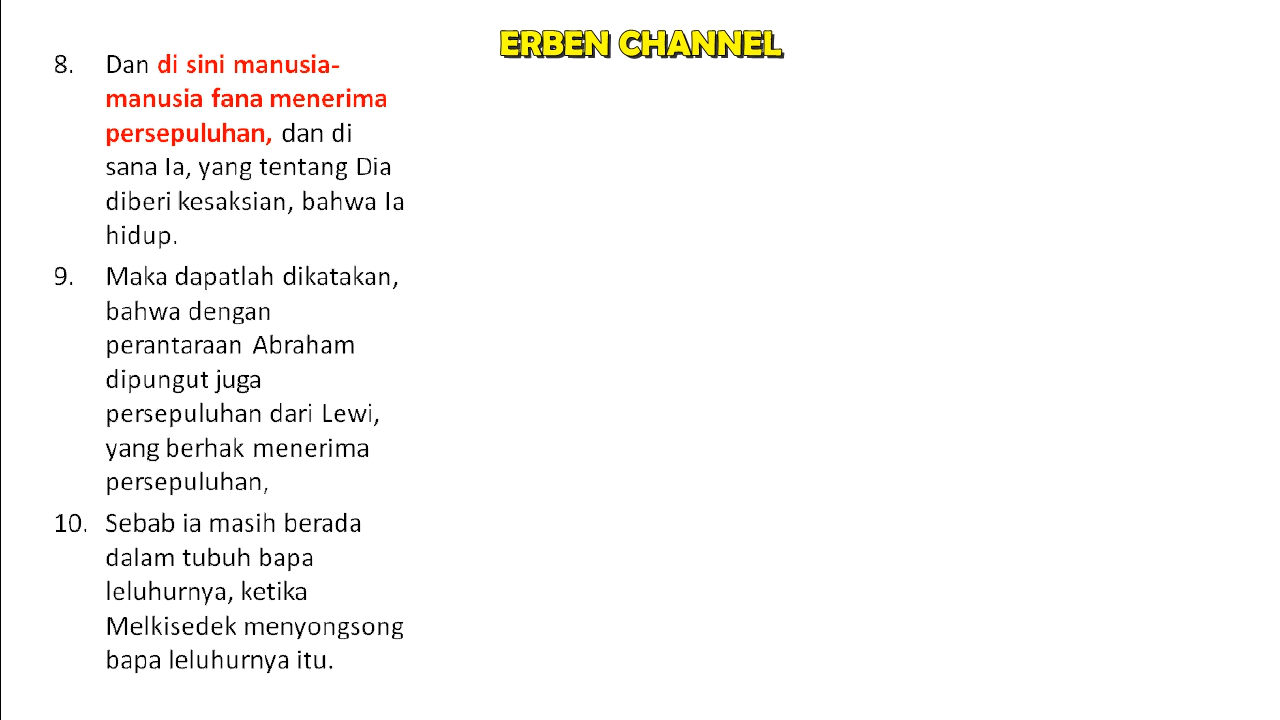 ERBEN CHANNEL
8. Dan di sini manusia-
manusia fana menerima
persepuluhan, dan di
sana Ia, yang tentang Dia
diberi kesaksian, bahwa Ia
hidup.
9. Maka dapatlah dikatakan,
bahwa dengan
perantaraan Abraham
dipungut juga
persepuluhan dari Lewi,
yang berhak menerima
persepuluhan,
10. Sebab ia masih berada
dalam tubuh bapa
leluhurnya, ketika
Melkisedek menyongsong
bapa leluhurnya itu.